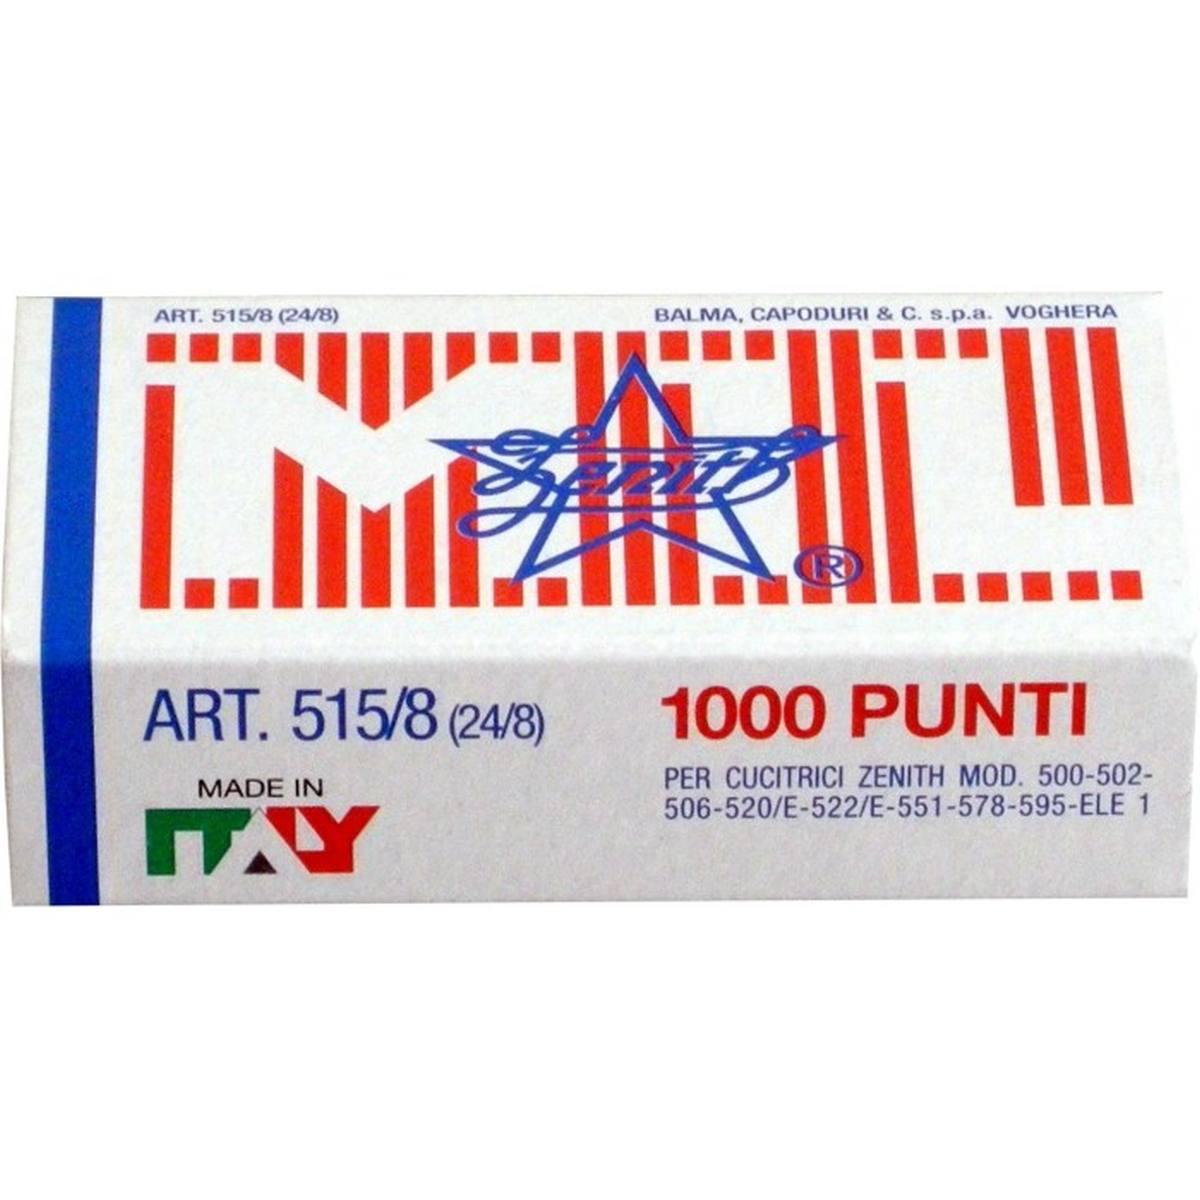 ART. 515/8 (24/8)
BALMA, CAPODURI & C. s.p.a. VOGHERA
Zenith
®
ART. 515/8 (24/8)
1000 PUNTI
MADE IN
ITALY
PER CUCITRICI ZENITH MOD. 500-502-
506-520/E-522/E-551-578-595-ELE 1